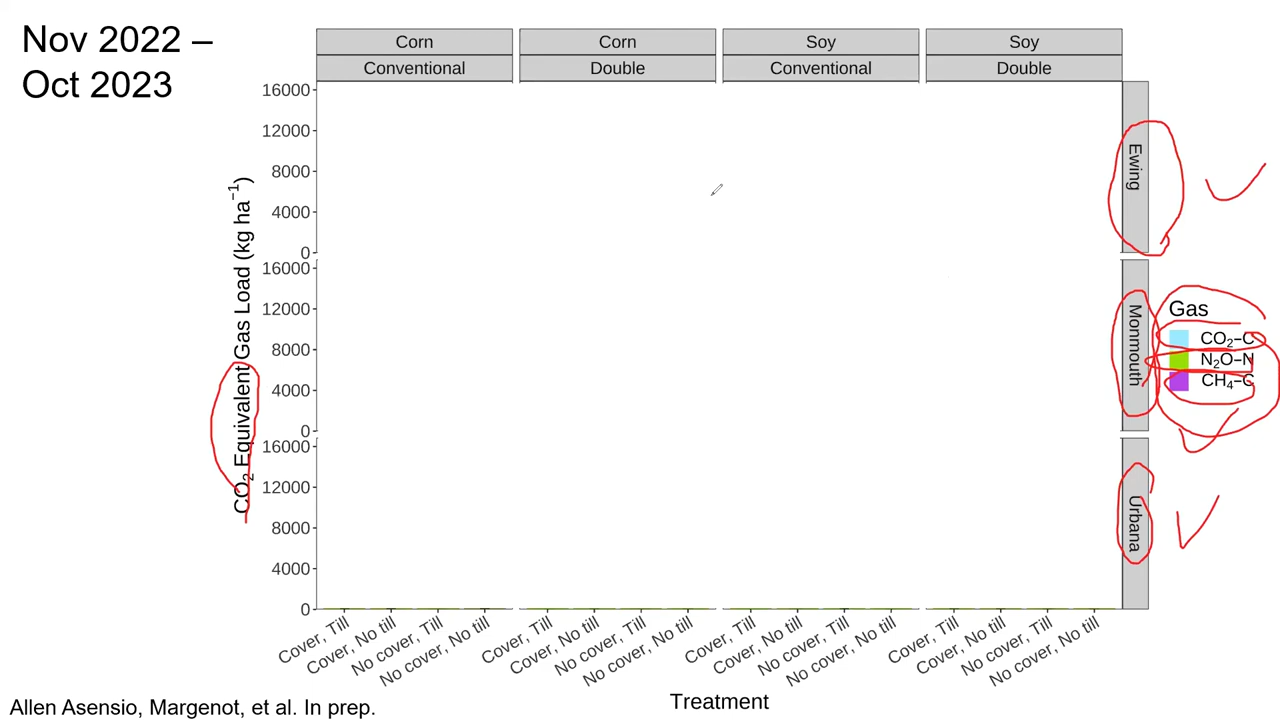 Nov 2022 –
Oct 2023
Corn
Corn
Soy
Soy
Conventional
Double
Conventional
Double
CO₂ Equivalent Gas Load (kg ha⁻¹)
16000
12000
8000
4000
0
Ewing
16000
12000
8000
4000
0
Monmouth
Gas
CO₂–C
N₂O–N
CH₄–C
16000
12000
8000
4000
0
Urbana
Cover, Till
Cover, No till
No cover, Till
No cover, No till
Cover, Till
Cover, No till
No cover, Till
No cover, No till
Cover, Till
Cover, No till
No cover, Till
No cover, No till
Cover, Till
Cover, No till
No cover, Till
No cover, No till
Treatment
Allen Asensio, Margenot, et al. In prep.